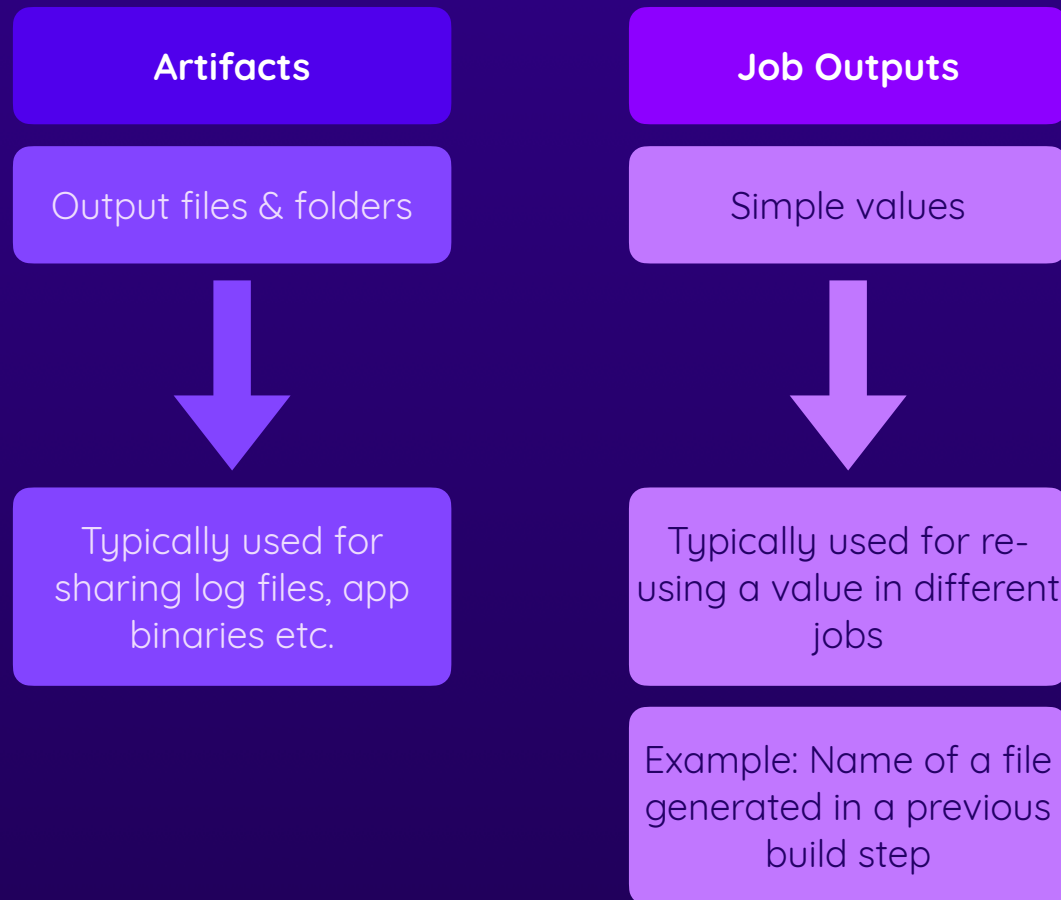 Artifacts
Output files & folders
Typically used for
sharing log files, app
binaries etc.
Job Outputs
Simple values
Typically used for re-
using a value in different
jobs
Example: Name of a file
generated in a previous
build step